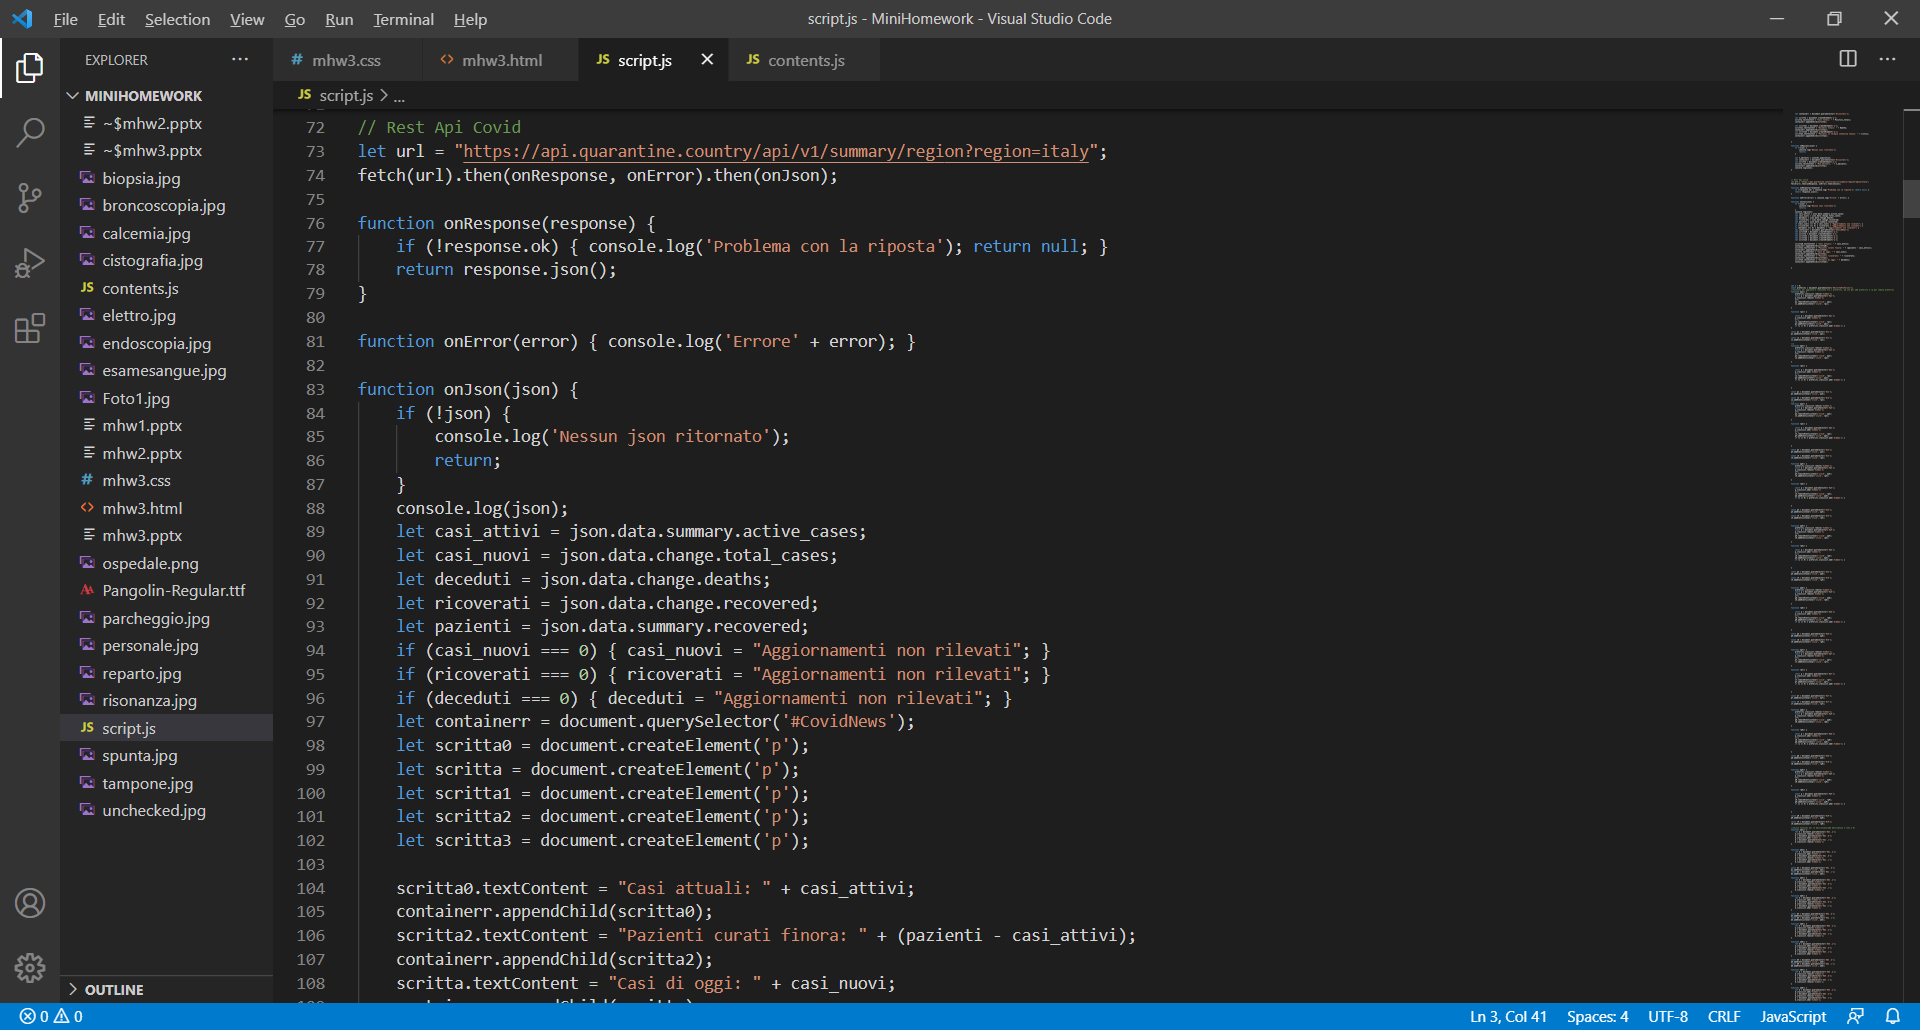 File Edit Selection View Go Run Terminal Help
script.js - MiniHomework - Visual Studio Code
EXPLORER
MINIHOMEWORK
~$mhw2.pptx
~$mhw3.pptx
biopsia.jpg
broncoscopia.jpg
calcemia.jpg
cistografia.jpg
JS contents.js
elettro.jpg
endoscopia.jpg
esamesangue.jpg
Foto1.jpg
mhw1.pptx
mhw2.pptx
# mhw3.css
<> mhw3.html
mhw3.pptx
ospedale.png
Pangolin-Regular.ttf
parcheggio.jpg
personale.jpg
reparto.jpg
risonanza.jpg
JS script.js
spunta.jpg
tampone.jpg
unchecked.jpg
OUTLINE
# mhw3.css <> mhw3.html JS script.js JS contents.js
JS script.js > ...
72 // Rest Api Covid
73 let url = "https://api.quarantine.country/api/v1/summary/region?region=italy";
74 fetch(url).then(onResponse, onError).then(onJson);
75
76 function onResponse(response) {
77 if (!response.ok) { console.log('Problema con la riposta'); return null; }
78 return response.json();
79 }
80
81 function onError(error) { console.log('Errore' + error); }
82
83 function onJson(json) {
84 if (!json) {
85 console.log('Nessun json ritornato');
86 return;
87 }
88 console.log(json);
89 let casi_attivi = json.data.summary.active_cases;
90 let casi_nuovi = json.data.change.total_cases;
91 let deceduti = json.data.change.deaths;
92 let ricoverati = json.data.change.recovered;
93 let pazienti = json.data.summary.recovered;
94 if (casi_nuovi === 0) { casi_nuovi = "Aggiornamenti non rilevati"; }
95 if (ricoverati === 0) { ricoverati = "Aggiornamenti non rilevati"; }
96 if (deceduti === 0) { deceduti = "Aggiornamenti non rilevati"; }
97 let containerr = document.querySelector('#CovidNews');
98 let scritta0 = document.createElement('p');
99 let scritta = document.createElement('p');
100 let scritta1 = document.createElement('p');
101 let scritta2 = document.createElement('p');
102 let scritta3 = document.createElement('p');
103
104 scritta0.textContent = "Casi attuali: " + casi_attivi;
105 containerr.appendChild(scritta0);
106 scritta2.textContent = "Pazienti curati finora: " + (pazienti - casi_attivi);
107 containerr.appendChild(scritta2);
108 scritta.textContent = "Casi di oggi: " + casi_nuovi;
0 0
Ln 3, Col 41 Spaces: 4 UTF-8 CRLF JavaScript